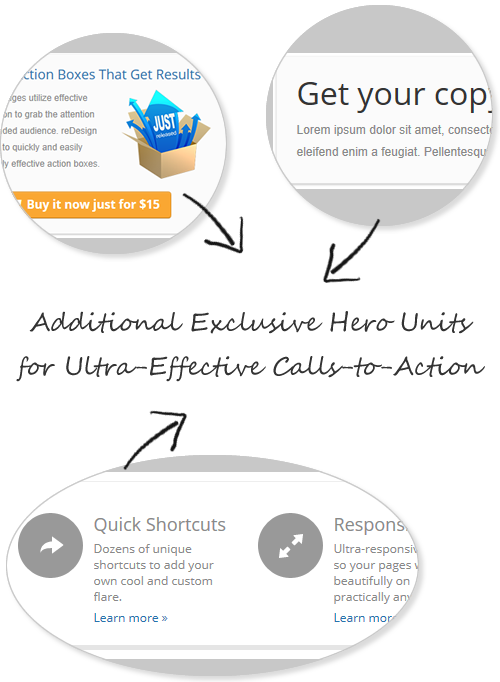 ction Boxes That Get Results
utilize effective
on to grab the attention
ded audience. reDesign
to quickly and easily
ly effective action boxes.
JUST
released
Buy it now just for $15
Get your cop
Lorem ipsum dolor sit amet, consecte
eleifend enim a feugiat. Pellentesqu
Additional Exclusive Hero Units
for Ultra-Effective Calls-to-Action
Quick Shortcuts
Dozens of unique
shortcuts to add your
own cool and custom
flare.
Learn more »
Respons
Ultra-responsiv
so your pages
beautifully on
practically an
Learn mor